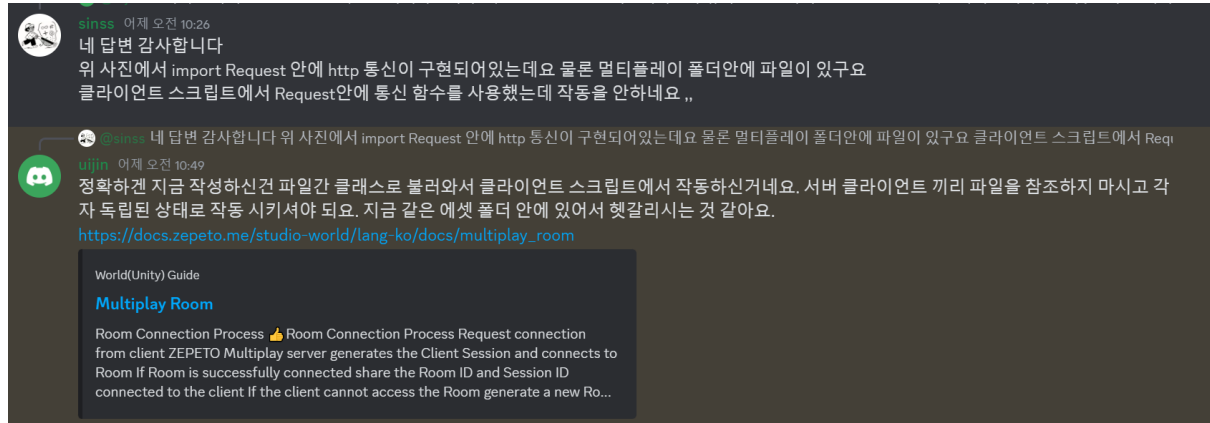 sinss 어제 오전 10:26
네 답변 감사합니다
위 사진에서 import Request 안에 http 통신이 구현되어있는데요 물론 멀티플레이 폴더안에 파일이 있구요
클라이언트 스크립트에서 Request안에 통신 함수를 사용했는데 작동을 안하네요 ,,
@sinss 네 답변 감사합니다 위 사진에서 import Request 안에 http 통신이 구현되어있는데요 물론 멀티플레이 폴더안에 파일이 있구요 클라이언트 스크립트에서 Requ
uijin 어제 오전 10:49
정확하겐 지금 작성하신건 파일간 클래스로 불러와서 클라이언트 스크립트에서 작동하신거네요. 서버 클라이언트 끼리 파일을 참조하지 마시고 각
자 독립된 상태로 작동 시키셔야 되요. 지금 같은 에셋 폴더 안에 있어서 헷갈리시는 것 같아요.
https://docs.zepeto.me/studio-world/lang-ko/docs/multiplay_room
World(Unity) Guide
Multiplay Room
Room Connection Process 👍Room Connection Process Request connection
from client ZEPETO Multiplay server generates the Client Session and connects to
Room If Room is successfully connected share the Room ID and Session ID
connected to the client If the client cannot access the Room generate a new Ro...